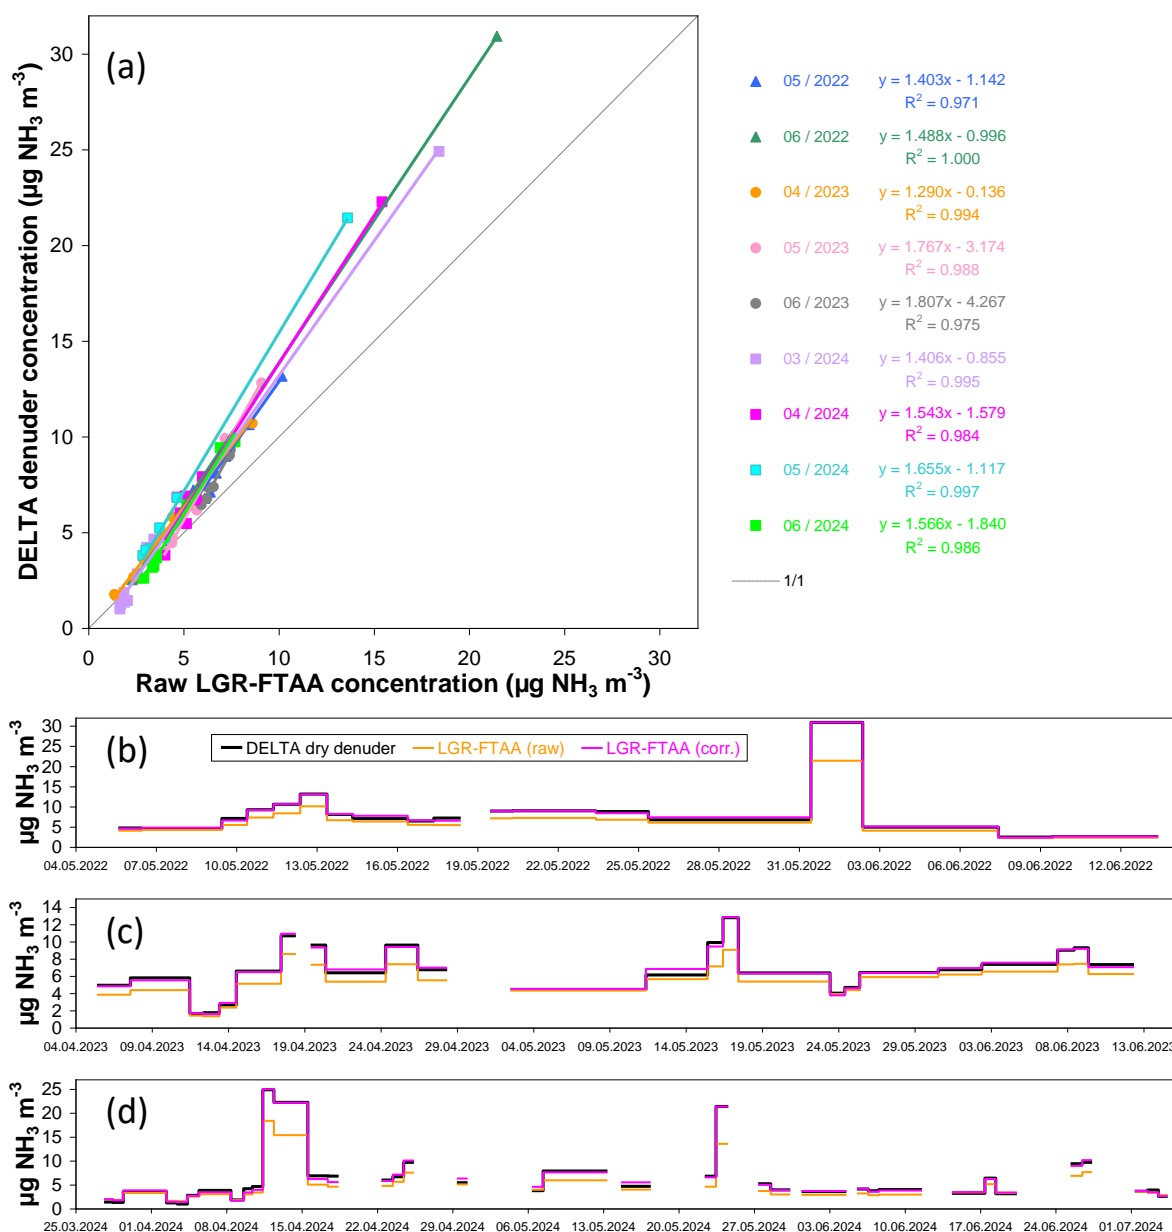 (a)
DELTA denuder concentration (µg NH3 m-3)
30
25
20
15
10
5
0
0 5 10 15 20 25 30
Raw LGR-FTAA concentration (µg NH3 m-3)
05 / 2022 y = 1.403x - 1.142
R2 = 0.971
06 / 2022 y = 1.488x - 0.996
R2 = 1.000
04 / 2023 y = 1.290x - 0.136
R2 = 0.994
05 / 2023 y = 1.767x - 3.174
R2 = 0.988
06 / 2023 y = 1.807x - 4.267
R2 = 0.975
03 / 2024 y = 1.406x - 0.855
R2 = 0.995
04 / 2024 y = 1.543x - 1.579
R2 = 0.984
05 / 2024 y = 1.655x - 1.117
R2 = 0.997
06 / 2024 y = 1.566x - 1.840
R2 = 0.986
1/1
(b)
DELTA dry denuder LGR-FTAA (raw) LGR-FTAA (corr.)
µg NH3 m-3
30
25
20
15
10
5
0
04.05.2022 07.05.2022 10.05.2022 13.05.2022 16.05.2022 19.05.2022 22.05.2022 25.05.2022 28.05.2022 31.05.2022 03.06.2022 06.06.2022 09.06.2022 12.06.2022
(c)
µg NH3 m-3
14
12
10
8
6
4
2
0
04.04.2023 09.04.2023 14.04.2023 19.04.2023 24.04.2023 29.04.2023 04.05.2023 09.05.2023 14.05.2023 19.05.2023 24.05.2023 29.05.2023 03.06.2023 08.06.2023 13.06.2023
(d)
µg NH3 m-3
25
20
15
10
5
0
25.03.2024 01.04.2024 08.04.2024 15.04.2024 22.04.2024 29.04.2024 06.05.2024 13.05.2024 20.05.2024 27.05.2024 03.06.2024 10.06.2024 17.06.2024 24.06.2024 01.07.2024